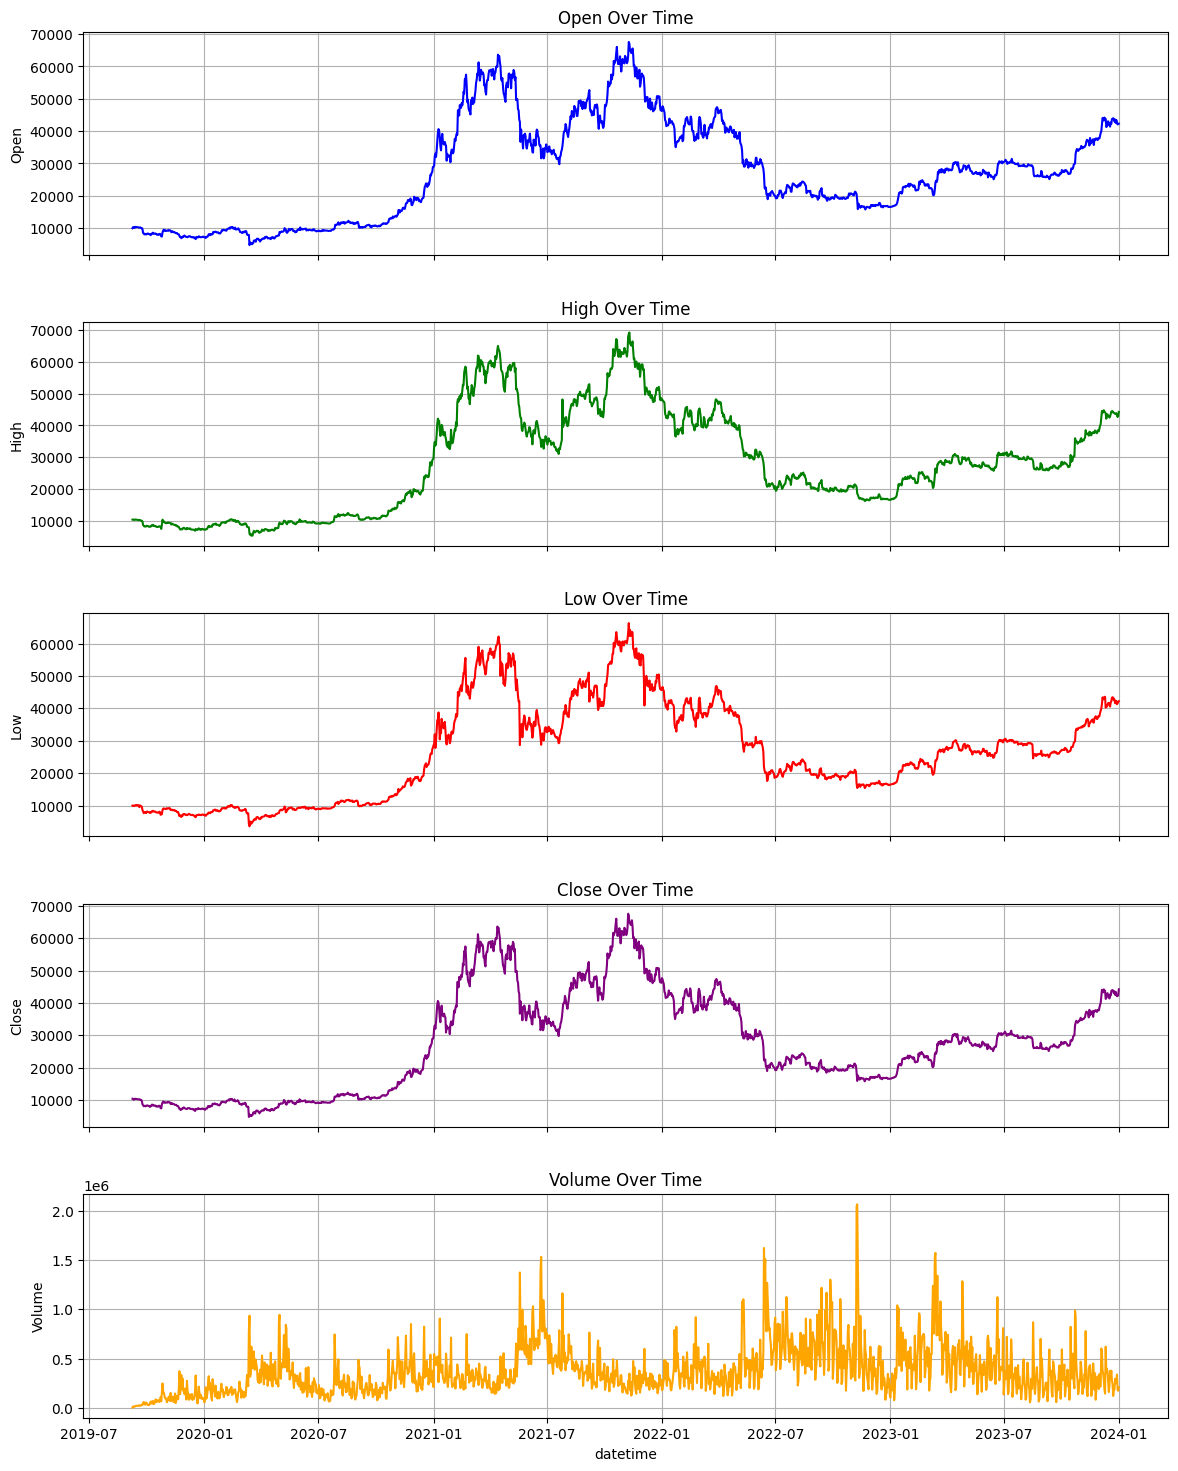 Open Over Time
70000
60000
50000
40000
30000
20000
10000
Open
High Over Time
70000
60000
50000
40000
30000
20000
10000
High
Low Over Time
60000
50000
40000
30000
20000
10000
Low
Close Over Time
70000
60000
50000
40000
30000
20000
10000
Close
Volume Over Time
1e6
2.0
1.5
1.0
0.5
0.0
Volume
2019-07 2020-01 2020-07 2021-01 2021-07 2022-01 2022-07 2023-01 2023-07 2024-01
datetime